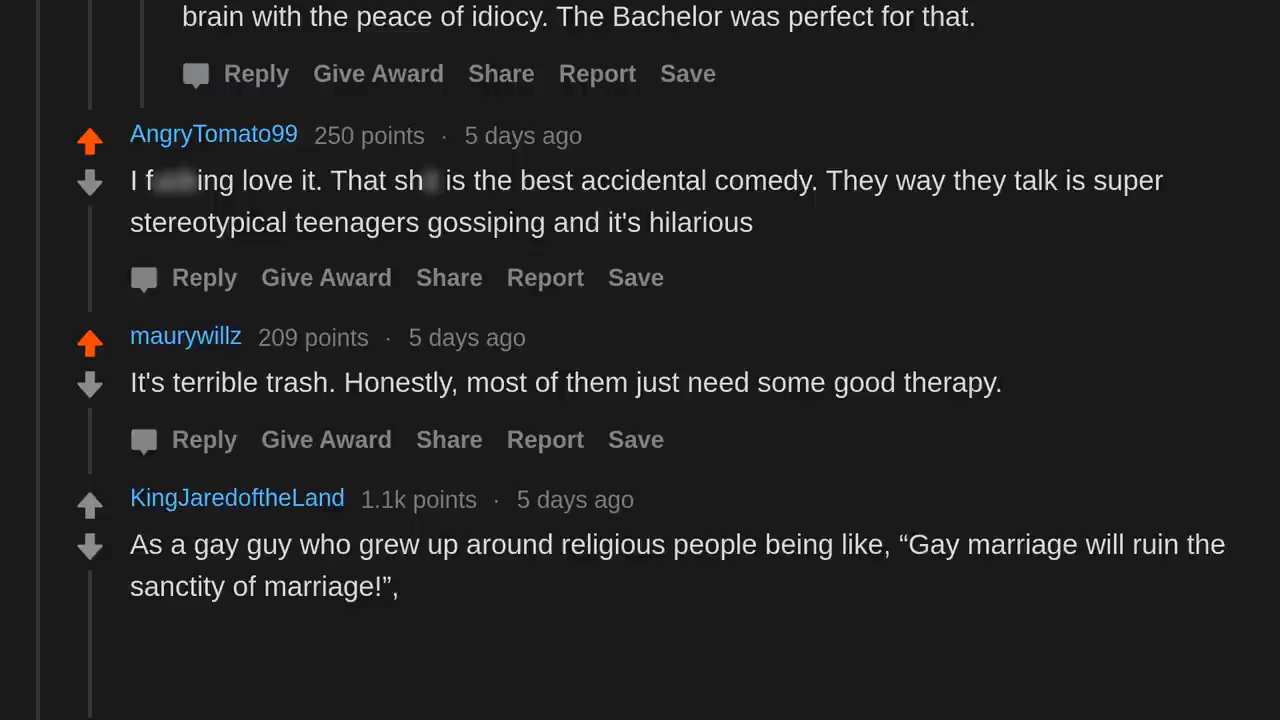 brain with the peace of idiocy. The Bachelor was perfect for that.
Reply Give Award Share Report Save
AngryTomato99 250 points · 5 days ago
I f ing love it. That sh is the best accidental comedy. They way they talk is super
stereotypical teenagers gossiping and it's hilarious
Reply Give Award Share Report Save
maurywillz 209 points · 5 days ago
It's terrible trash. Honestly, most of them just need some good therapy.
Reply Give Award Share Report Save
KingJaredoftheLand 1.1k points · 5 days ago
As a gay guy who grew up around religious people being like, “Gay marriage will ruin the
sanctity of marriage!”,